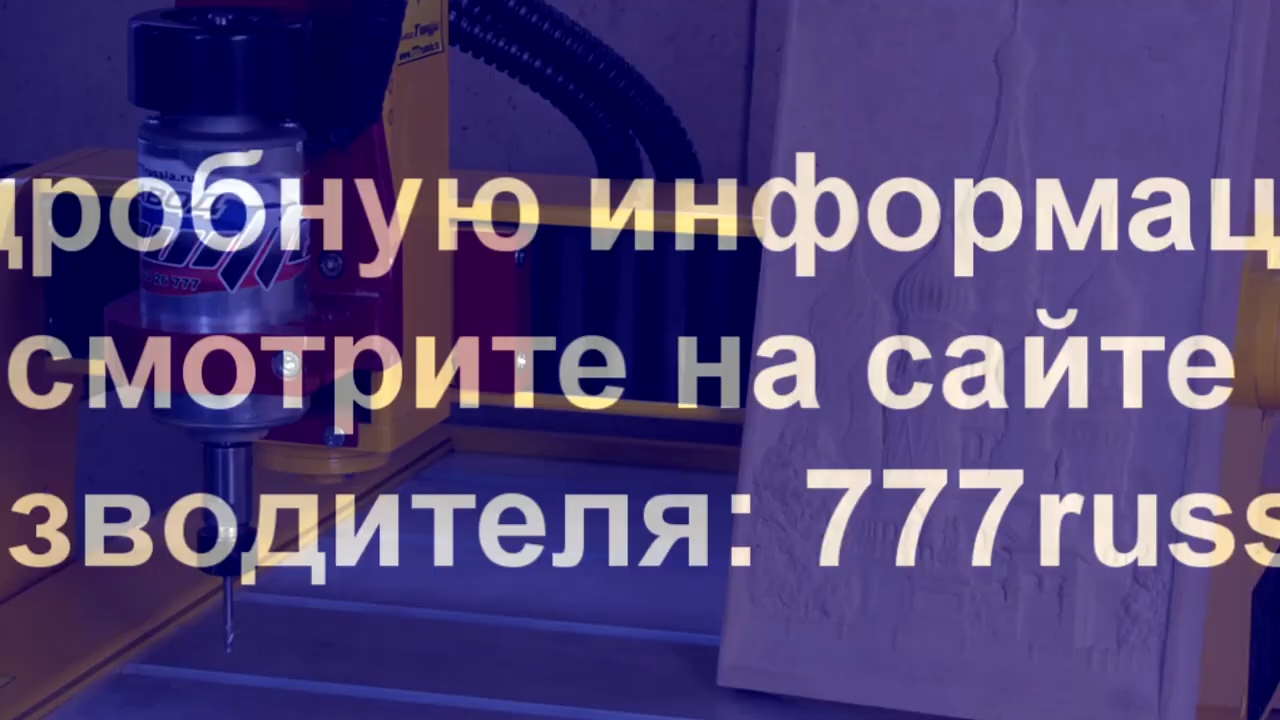 дробную информац
смотрите на сайте
зводителя: 777russ